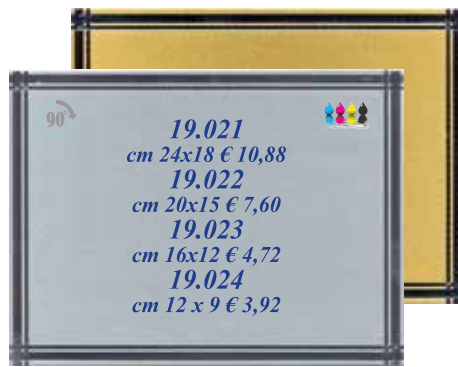 90°
19.021
cm 24x18 € 10,88
19.022
cm 20x15 € 7,60
19.023
cm 16x12 € 4,72
19.024
cm 12 x 9 € 3,92